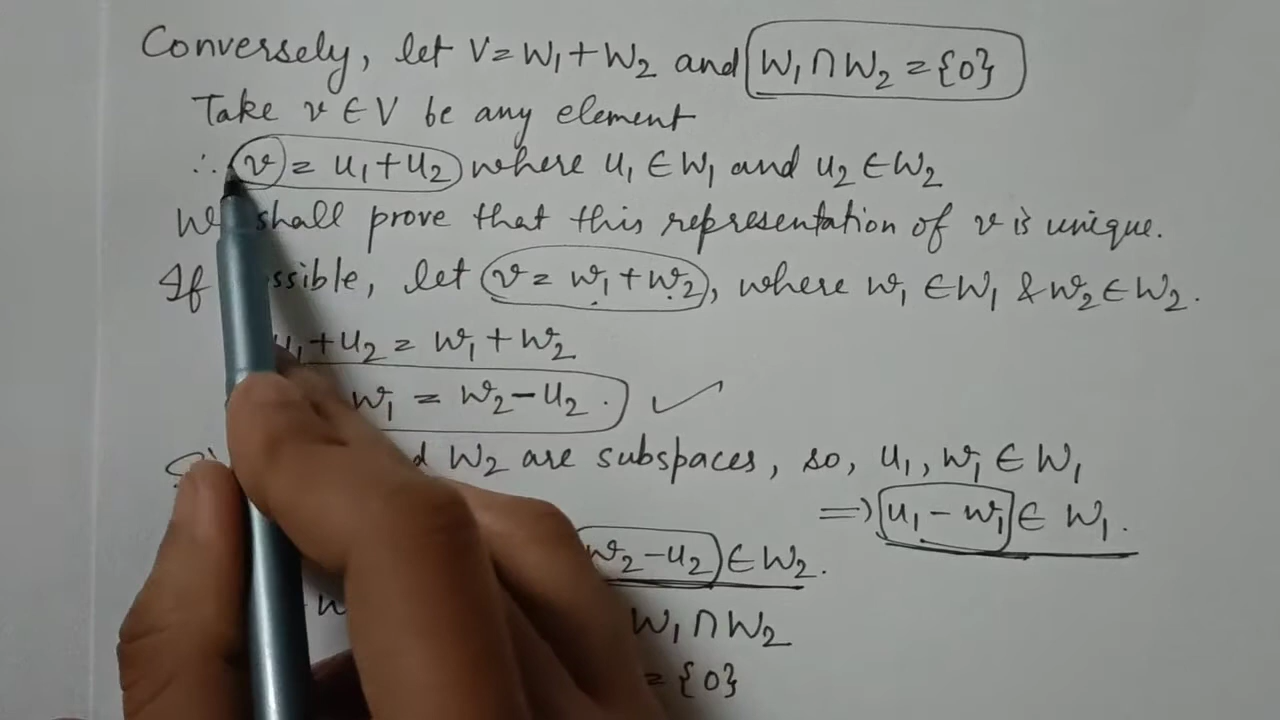 Conversely, let V = W₁ + W₂ and W₁ ∩ W₂ = {0}
Take v ∈ V be any element
∴ v = u₁ + u₂ where u₁ ∈ W₁ and u₂ ∈ W₂
shall prove that this representation of v is unique.
If let v = w₁ + w₂, where w₁ ∈ W₁ & w₂ ∈ W₂.
u₁ + u₂ = w₁ + w₂
w₁ = w₂ - u₂.
W₂ are subspaces, so, u₁, w₁ ∈ W₁
=> u₁ - w₁ ∈ W₁.
w₂ - u₂ ∈ W₂.
W₁ ∩ W₂
= {0}